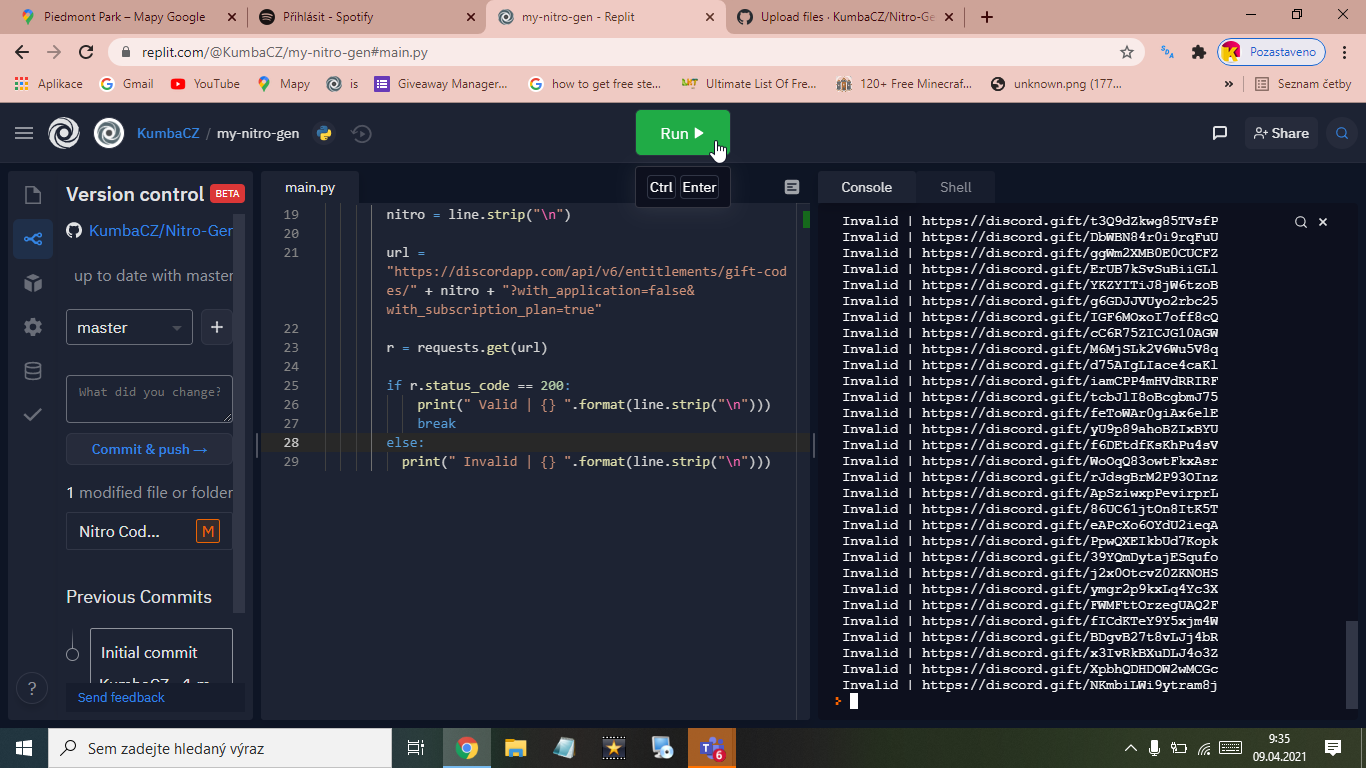 Piedmont Park – Mapy Google
Přihlásit - Spotify
my-nitro-gen - Replit
Upload files · KumbaCZ/Nitro-Ge
replit.com/@KumbaCZ/my-nitro-gen#main.py
Pozastaveno
Aplikace
Gmail
YouTube
Mapy
is
Giveaway Manager...
how to get free ste...
Ultimate List Of Fre...
120+ Free Minecraf...
unknown.png (177...
»
Seznam četby
KumbaCZ / my-nitro-gen
Run
Share
Ctrl Enter
Version control BETA
KumbaCZ/Nitro-Gen
up to date with master
master
+
What did you change?
Commit & push →
1 modified file or folder
Nitro Cod... M
Previous Commits
Initial commit
Send feedback
?
main.py
19 nitro = line.strip("\n")
20
21 url =
"https://discordapp.com/api/v6/entitlements/gift-cod
es/" + nitro + "?with_application=false&
with_subscription_plan=true"
22
23 r = requests.get(url)
24
25 if r.status_code == 200:
26 print(" Valid | {} ".format(line.strip("\n")))
27 break
28 else:
29 print(" Invalid | {} ".format(line.strip("\n")))
Console
Shell
Invalid | https://discord.gift/t3Q9dZkwg85TVsfP
Invalid | https://discord.gift/DbWBN84r0i9rqFuU
Invalid | https://discord.gift/ggWm2XMB0E0CUCFZ
Invalid | https://discord.gift/ErUB7kSvSuBiiGLl
Invalid | https://discord.gift/YKZYITiJ8jW6tzoB
Invalid | https://discord.gift/g6GDJJVUyo2rbc25
Invalid | https://discord.gift/IGF6MOxoI7off8cQ
Invalid | https://discord.gift/cC6R75ZICJG10AGW
Invalid | https://discord.gift/M6MjSLk2V6Wu5V8q
Invalid | https://discord.gift/d75AIgLIace4caKl
Invalid | https://discord.gift/iamCPP4mHVdRRIRF
Invalid | https://discord.gift/tcbJlI8oBcgbmJ75
Invalid | https://discord.gift/feToWAr0giAx6elE
Invalid | https://discord.gift/yU9p89ahoBZIxBYU
Invalid | https://discord.gift/f6DEtdfKsKhPu4sV
Invalid | https://discord.gift/WoOqQ83owtFkxAsr
Invalid | https://discord.gift/rJdsgBrM2P93OInz
Invalid | https://discord.gift/ApSziwxpPevirprL
Invalid | https://discord.gift/86UC61jtOn8ItK5T
Invalid | https://discord.gift/eAPcXo6OYdU2ieqA
Invalid | https://discord.gift/PpwQXEIkbUd7Kopk
Invalid | https://discord.gift/39YQmDytajESqufo
Invalid | https://discord.gift/j2x0OtcvZ0ZKNOHS
Invalid | https://discord.gift/ymgr2p9kxLq4Yc3X
Invalid | https://discord.gift/FWMFttOrzegUAQ2F
Invalid | https://discord.gift/fICdKTeY9Y5xjm4W
Invalid | https://discord.gift/BDgvB27t8vLJj4bR
Invalid | https://discord.gift/x3IvRkBXuDLJ4o3Z
Invalid | https://discord.gift/XpbhQDHDOW2wMCGc
Invalid | https://discord.gift/NKmbiLWi9ytram8j
Sem zadejte hledaný výraz
6
9:35
09.04.2021